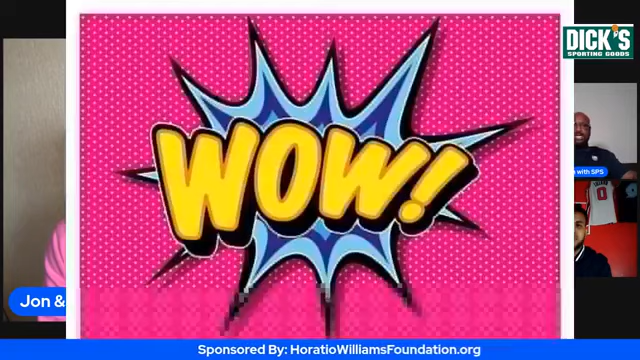 DICK'S
SPORTING GOODS
WOW!
with SPS
0
Jon &
Sponsored By: HoratioWilliamsFoundation.org